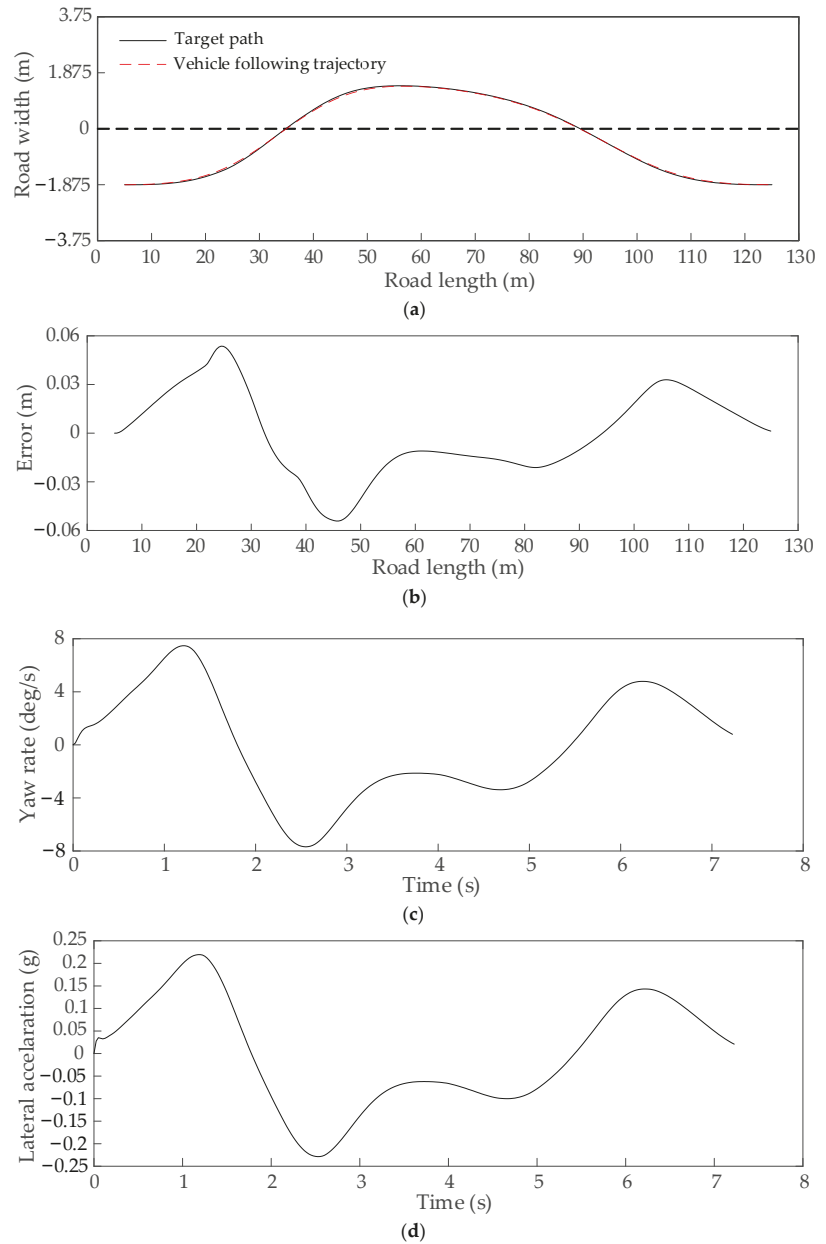 3.75
Target path
Vehicle following trajectory
1.875
0
−1.875
−3.75
Road width (m)
0 10 20 30 40 50 60 70 80 90 100 110 120 130
Road length (m)
(a)
0.06
0.03
0
−0.03
−0.06
Error (m)
0 10 20 30 40 50 60 70 80 90 100 110 120 130
Road length (m)
(b)
8
4
0
−4
−8
Yaw rate (deg/s)
0 1 2 3 4 5 6 7 8
Time (s)
(c)
0.25
0.2
0.15
0.1
0.05
0
−0.05
−0.1
−0.15
−0.2
−0.25
Lateral accelaration (g)
0 1 2 3 4 5 6 7 8
Time (s)
(d)